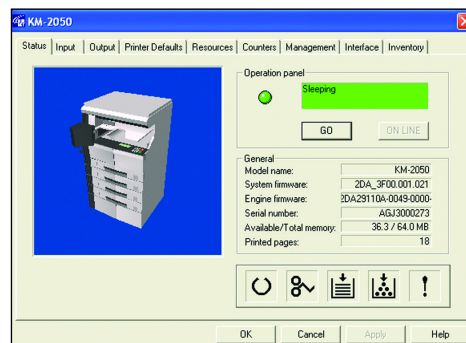 KM-2050
Status Input Output Printer Defaults Resources Counters Management Interface Inventory
Operation panel
Sleeping
GO ON LINE
General
Model name: KM-2050
System firmware: 2DA_3F00.001.021
Engine firmware: 2DA29110A-0049-0000-
Serial number: AGJ3000273
Available/Total memory: 36.3 / 64.0 MB
Printed pages: 18
OK Cancel Apply Help